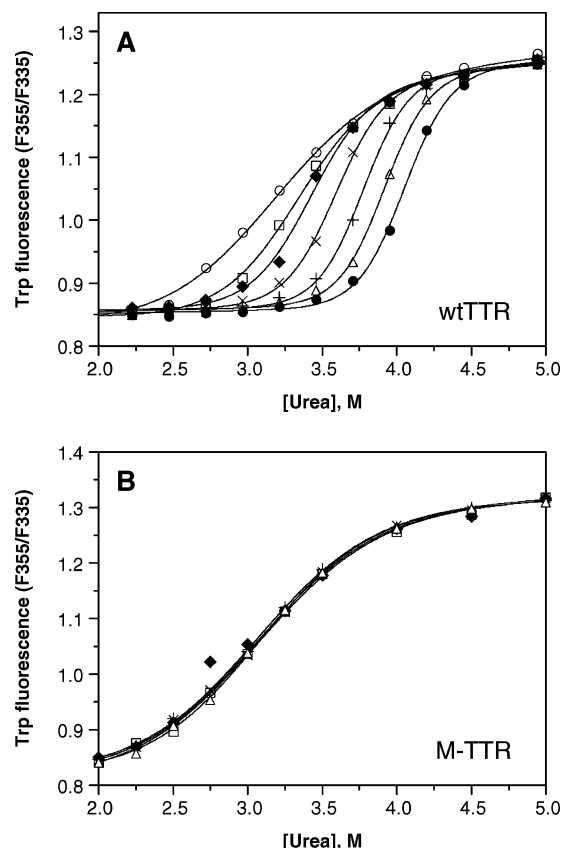 A
1.3
1.2
1.1
1.0
0.9
0.8
Trp fluorescence (F355/F335)
wtTTR
2.0 2.5 3.0 3.5 4.0 4.5 5.0
[Urea], M
B
1.4
1.3
1.2
1.1
1.0
0.9
0.8
Trp fluorescence (F355/F335)
M-TTR
2.0 2.5 3.0 3.5 4.0 4.5 5.0
[Urea], M